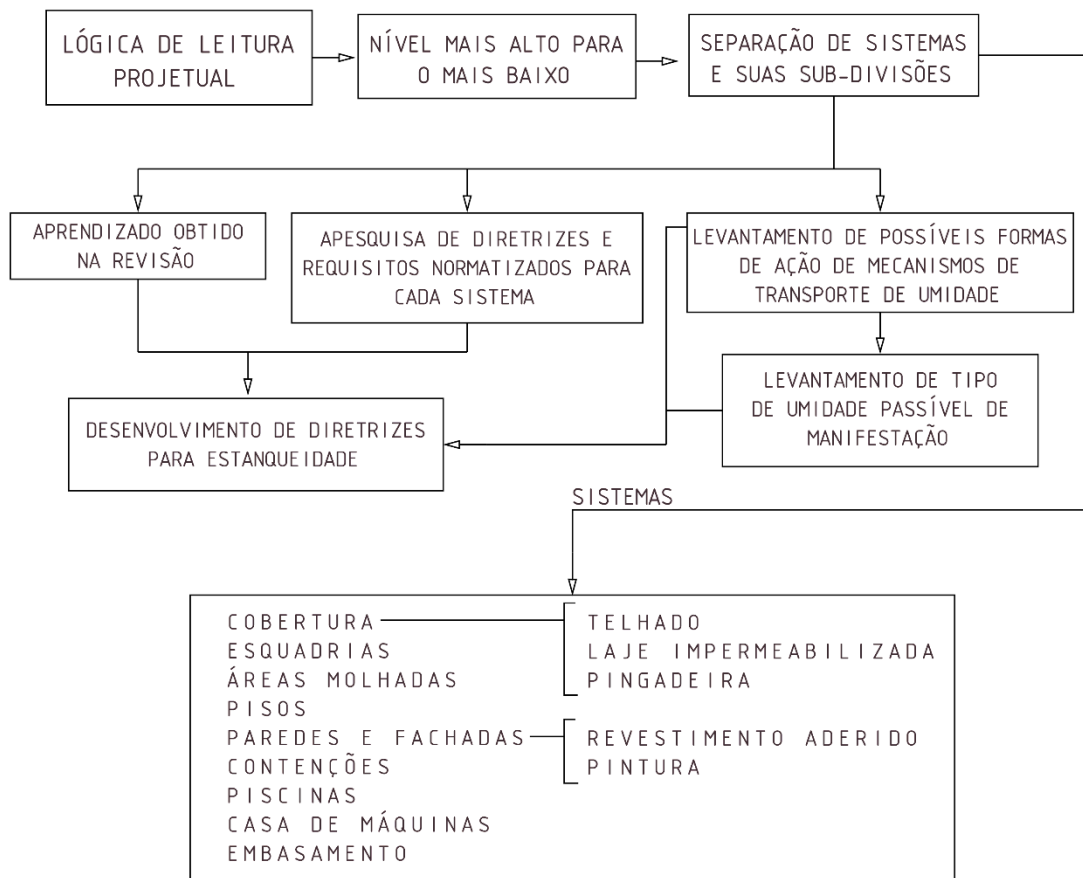 LÓGICA DE LEITURA
PROJETUAL
NÍVEL MAIS ALTO PARA
O MAIS BAIXO
SEPARAÇÃO DE SISTEMAS
E SUAS SUB-DIVISÕES
APRENDIZADO OBTIDO
NA REVISÃO
APESQUISA DE DIRETRIZES E
REQUISITOS NORMATIZADOS PARA
CADA SISTEMA
LEVANTAMENTO DE POSSÍVEIS FORMAS
DE AÇÃO DE MECANISMOS DE
TRANSPORTE DE UMIDADE
LEVANTAMENTO DE TIPO
DE UMIDADE PASSÍVEL DE
MANIFESTAÇÃO
DESENVOLVIMENTO DE DIRETRIZES
PARA ESTANQUEIDADE
SISTEMAS
COBERTURA
ESQUADRIAS
ÁREAS MOLHADAS
PISOS
PAREDES E FACHADAS
CONTENÇÕES
PISCINAS
CASA DE MÁQUINAS
EMBASAMENTO
TELHADO
LAJE IMPERMEABILIZADA
PINGADEIRA
REVESTIMENTO ADERIDO
PINTURA